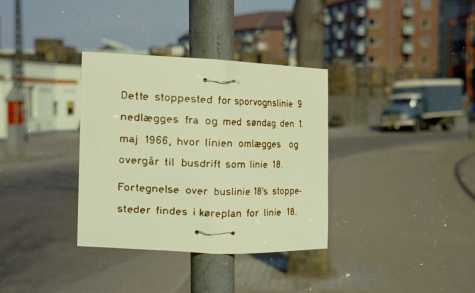 Dette stoppested for sporvognslinie 9
nedlægges fra og med søndag den 1.
maj 1966, hvor linien omlægges og
overgår til busdrift som linie 18.
Fortegnelse over buslinie 18's stoppe-
steder findes i køreplan for linie 18.